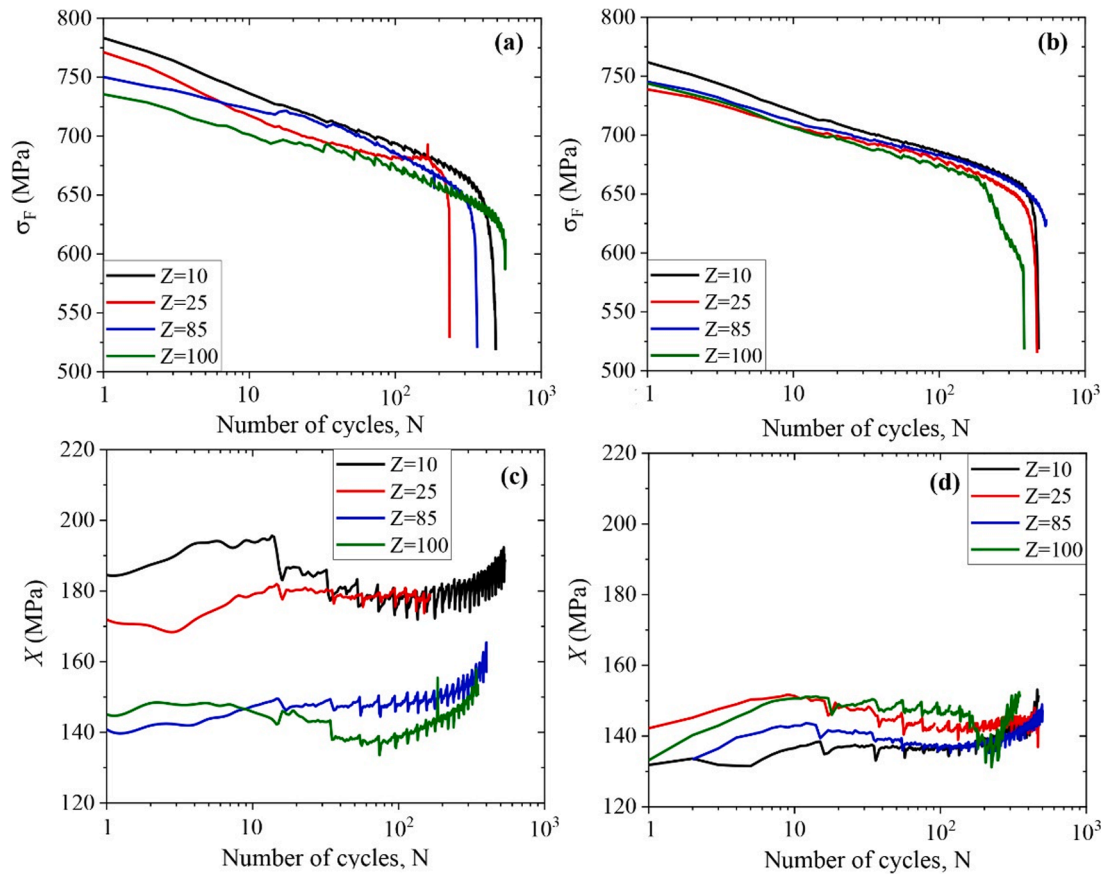 800
750
700
650
600
550
500
σF (MPa)
(a)
Z=10
Z=25
Z=85
Z=100
1
10
10²
10³
Number of cycles, N
800
750
700
650
600
550
500
σF (MPa)
(b)
Z=10
Z=25
Z=85
Z=100
1
10
10²
10³
Number of cycles, N
220
200
180
160
140
120
X (MPa)
(c)
Z=10
Z=25
Z=85
Z=100
1
10
10²
10³
Number of cycles, N
220
200
180
160
140
120
X (MPa)
(d)
Z=10
Z=25
Z=85
Z=100
1
10
10²
10³
Number of cycles, N